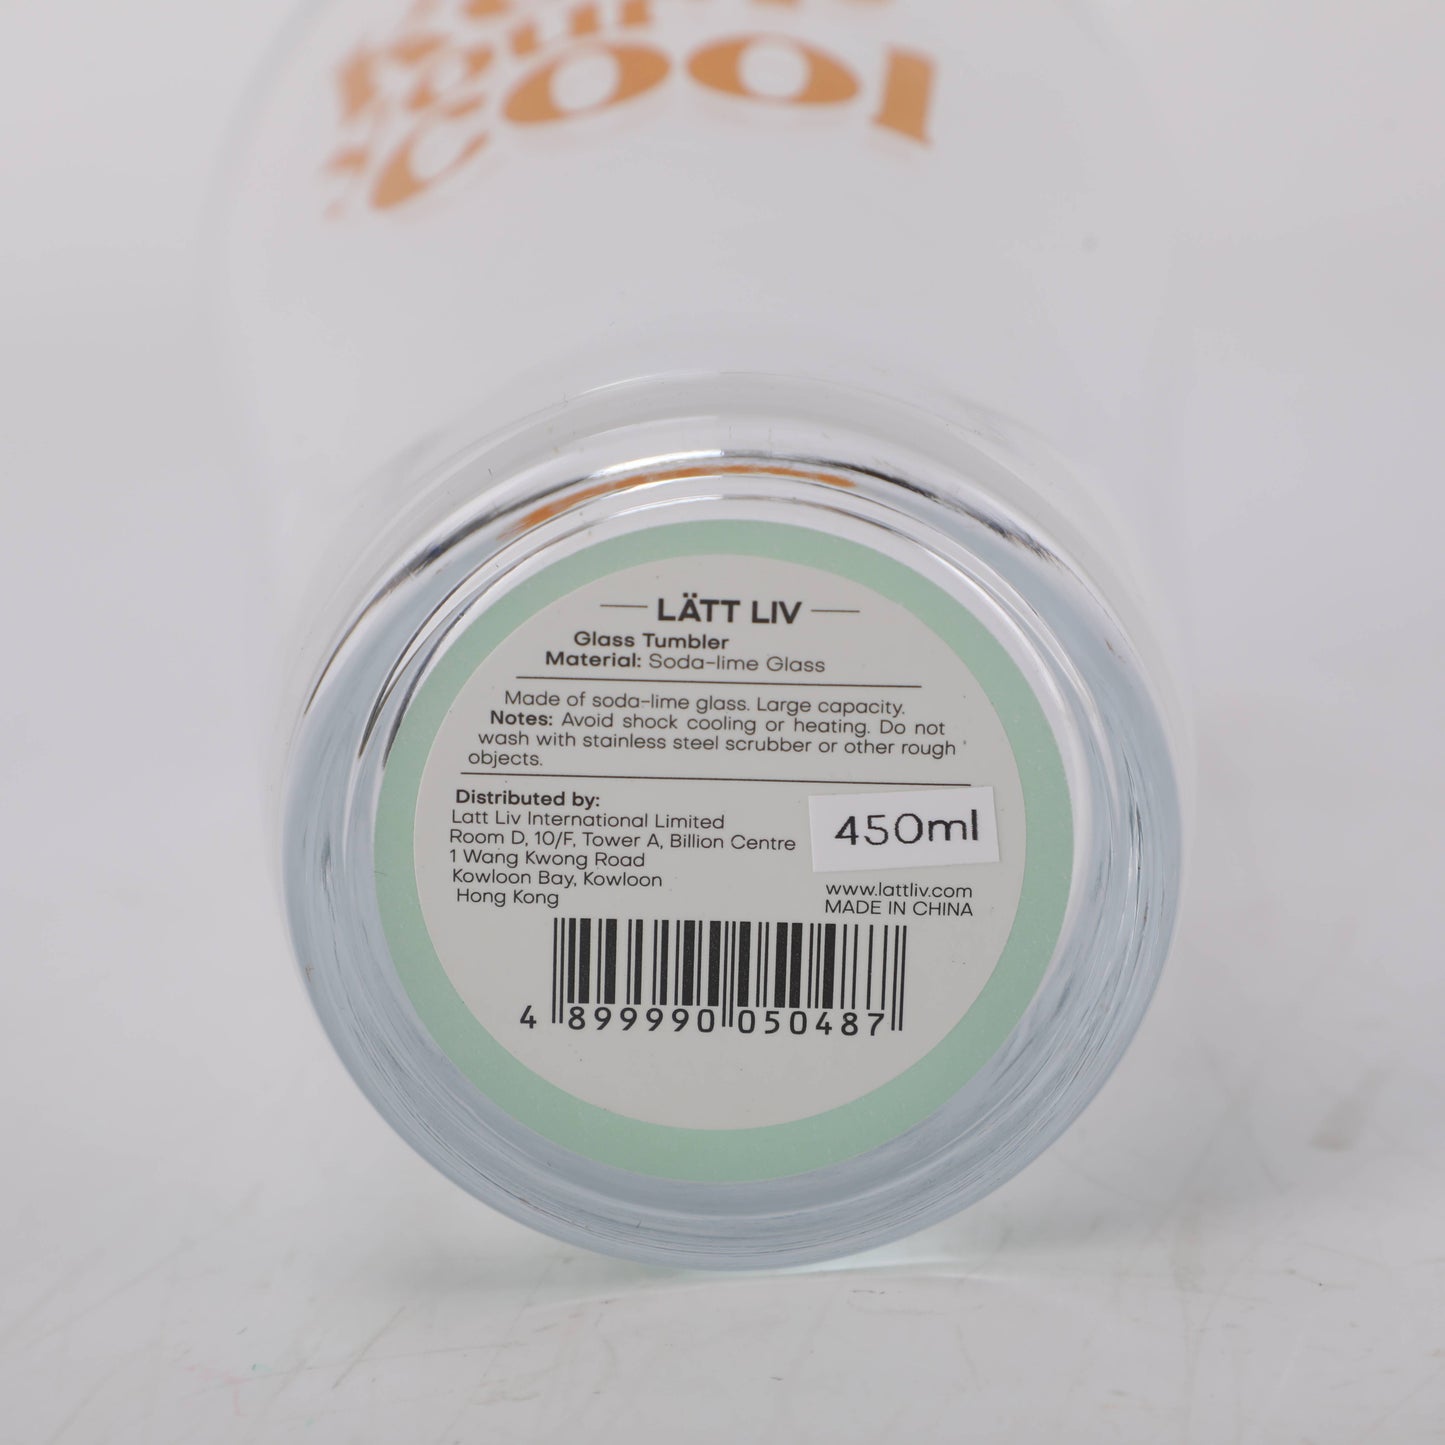 your
cool
LÄTT LIV
Glass Tumbler
Material: Soda-lime Glass
Made of soda-lime glass. Large capacity.
Notes: Avoid shock cooling or heating. Do not
wash with stainless steel scrubber or other rough
objects.
Distributed by:
Latt Liv International Limited
Room D, 10/F, Tower A, Billion Centre
1 Wang Kwong Road
Kowloon Bay, Kowloon
Hong Kong
450ml
www.lattliv.com
MADE IN CHINA
4 899990 050487